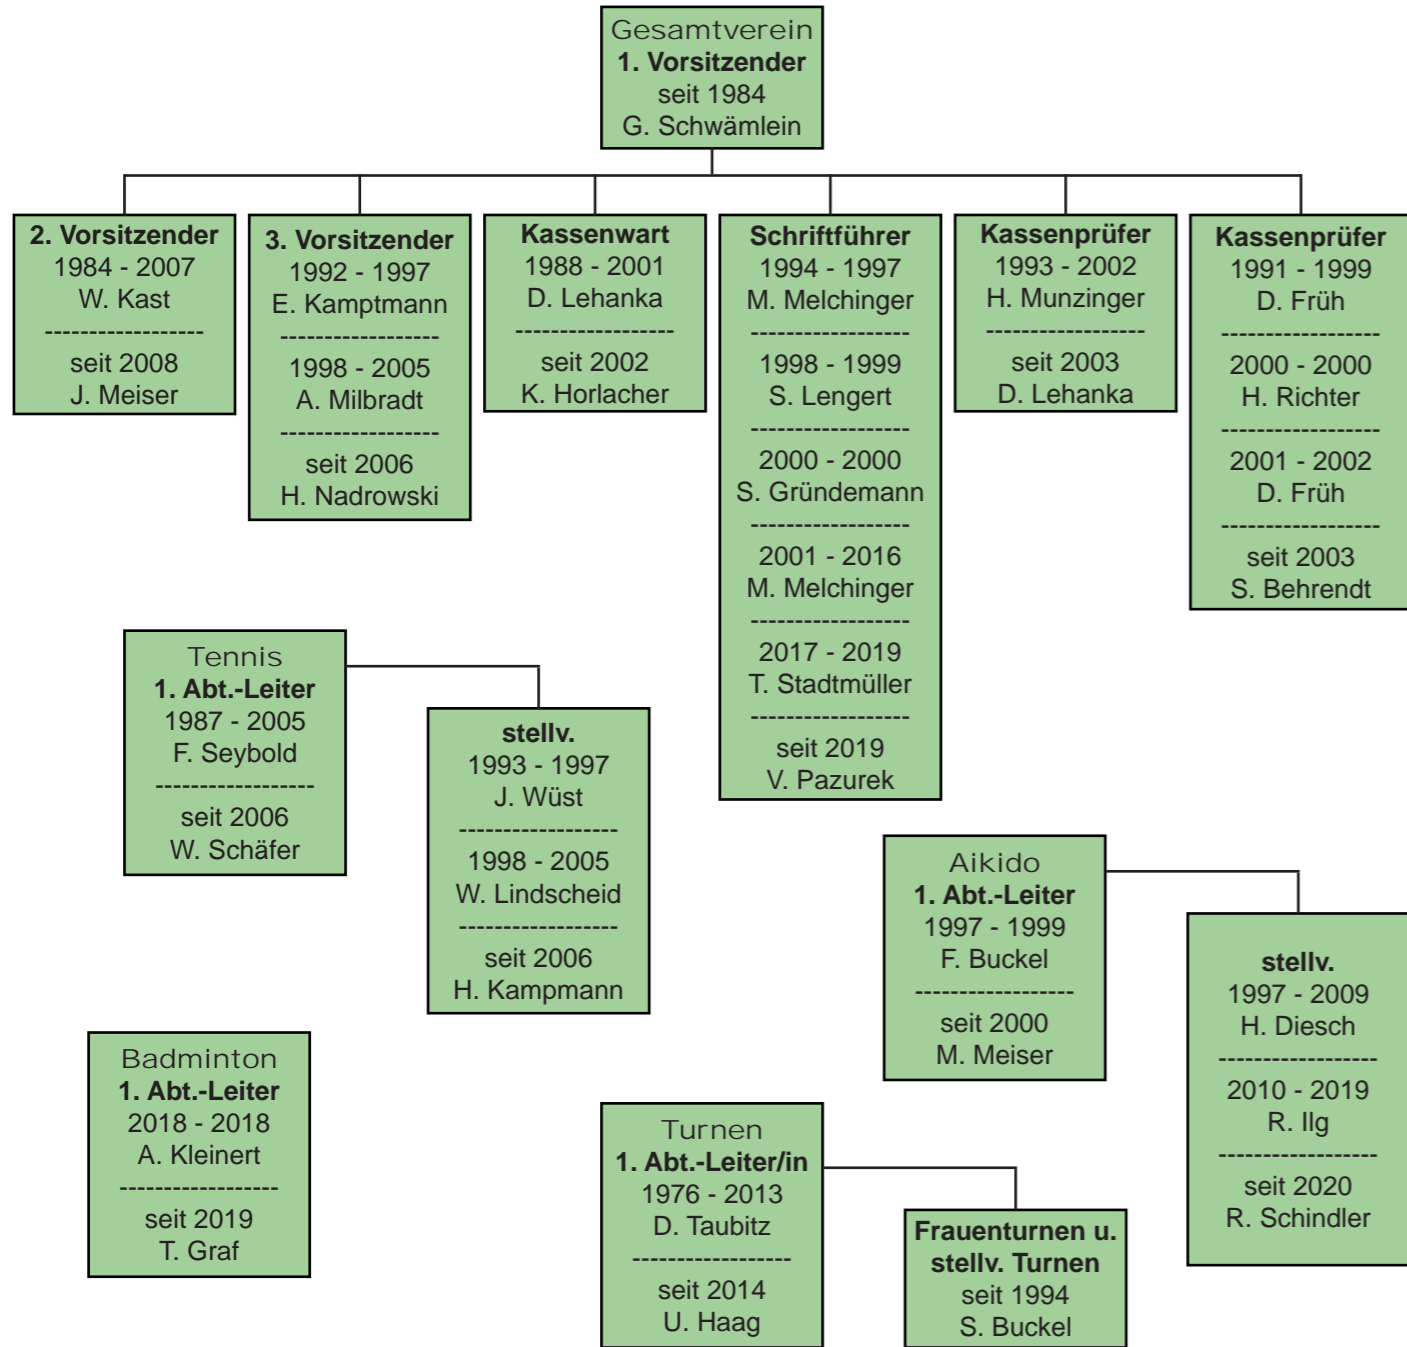 Gesamtverein
1. Vorsitzender
seit 1984
G. Schwämlein
2. Vorsitzender
1984 - 2007
W. Kast
------------------
seit 2008
J. Meiser
3. Vorsitzender
1992 - 1997
E. Kamptmann
------------------
1998 - 2005
A. Milbradt
------------------
seit 2006
H. Nadrowski
Kassenwart
1988 - 2001
D. Lehanka
------------------
seit 2002
K. Horlacher
Schriftführer
1994 - 1997
M. Melchinger
------------------
1998 - 1999
S. Lengert
------------------
2000 - 2000
S. Gründemann
------------------
2001 - 2016
M. Melchinger
------------------
2017 - 2019
T. Stadtmüller
------------------
seit 2019
V. Pazurek
Kassenprüfer
1993 - 2002
H. Munzinger
------------------
seit 2003
D. Lehanka
Kassenprüfer
1991 - 1999
D. Früh
------------------
2000 - 2000
H. Richter
------------------
2001 - 2002
D. Früh
------------------
seit 2003
S. Behrendt
Tennis
1. Abt.-Leiter
1987 - 2005
F. Seybold
------------------
seit 2006
W. Schäfer
stellv.
1993 - 1997
J. Wüst
------------------
1998 - 2005
W. Lindscheid
------------------
seit 2006
H. Kampmann
Aikido
1. Abt.-Leiter
1997 - 1999
F. Buckel
------------------
seit 2000
M. Meiser
stellv.
1997 - 2009
H. Diesch
------------------
2010 - 2019
R. Ilg
------------------
seit 2020
R. Schindler
Badminton
1. Abt.-Leiter
2018 - 2018
A. Kleinert
------------------
seit 2019
T. Graf
Turnen
1. Abt.-Leiter/in
1976 - 2013
D. Taubitz
------------------
seit 2014
U. Haag
Frauenturnen u.
stellv. Turnen
seit 1994
S. Buckel